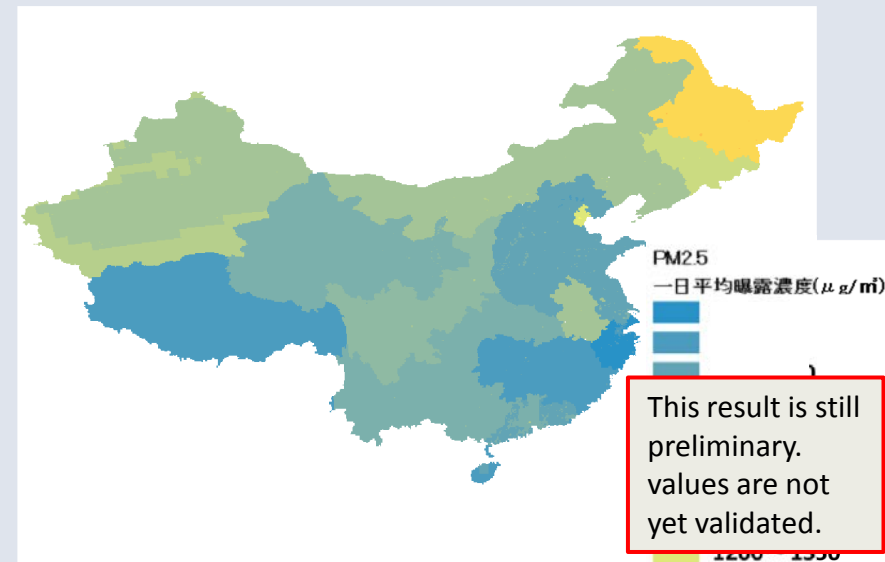 PM2.5
一日平均曝露濃度(μg/㎡)
This result is still
preliminary.
values are not
yet validated.